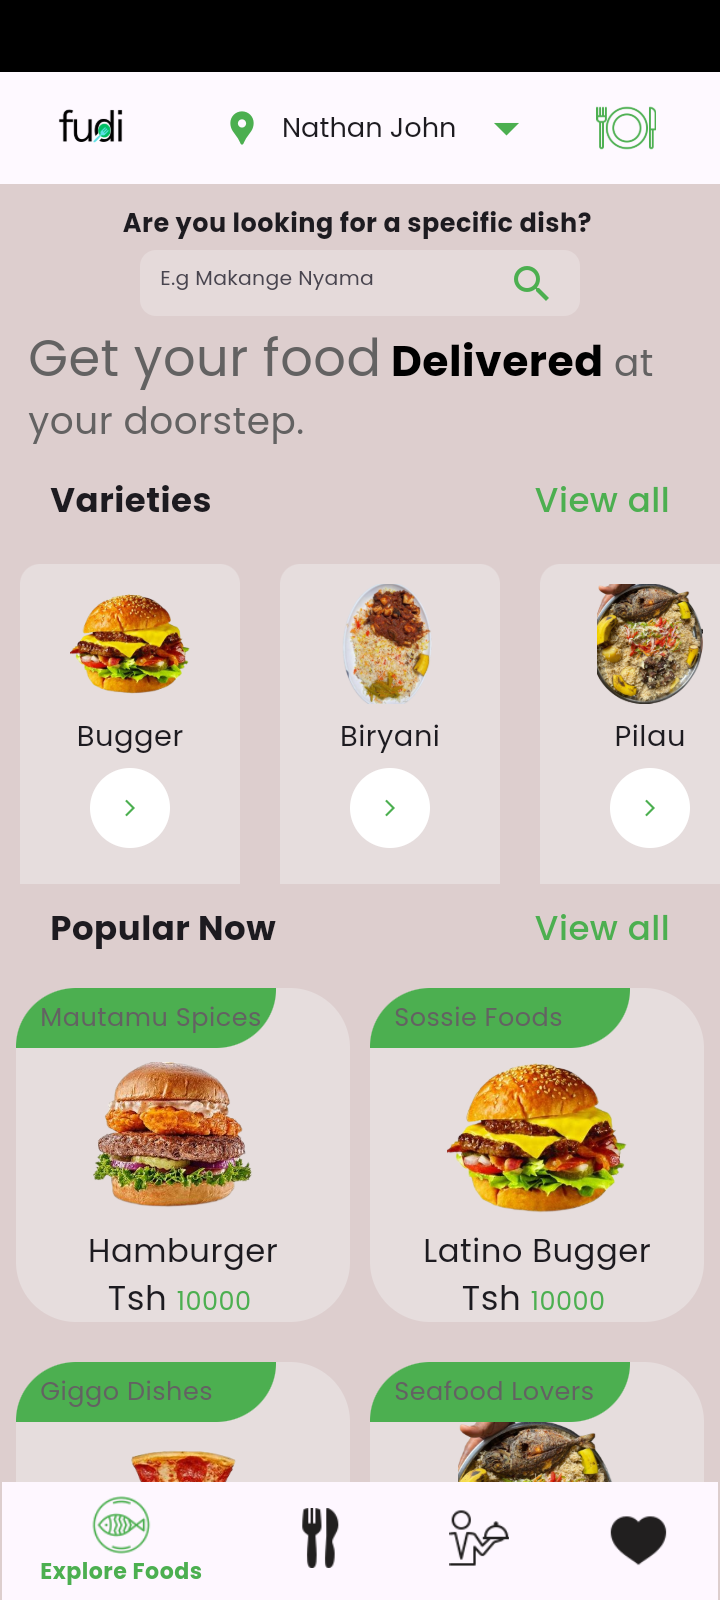 fudi
Nathan John
Are you looking for a specific dish?
E.g Makange Nyama
Get your food Delivered at
your doorstep.
Varieties View all
Bugger Biryani Pilau
Popular Now View all
Mautamu Spices Sossie Foods
Hamburger Latino Bugger
Tsh 10000 Tsh 10000
Giggo Dishes Seafood Lovers
Explore Foods